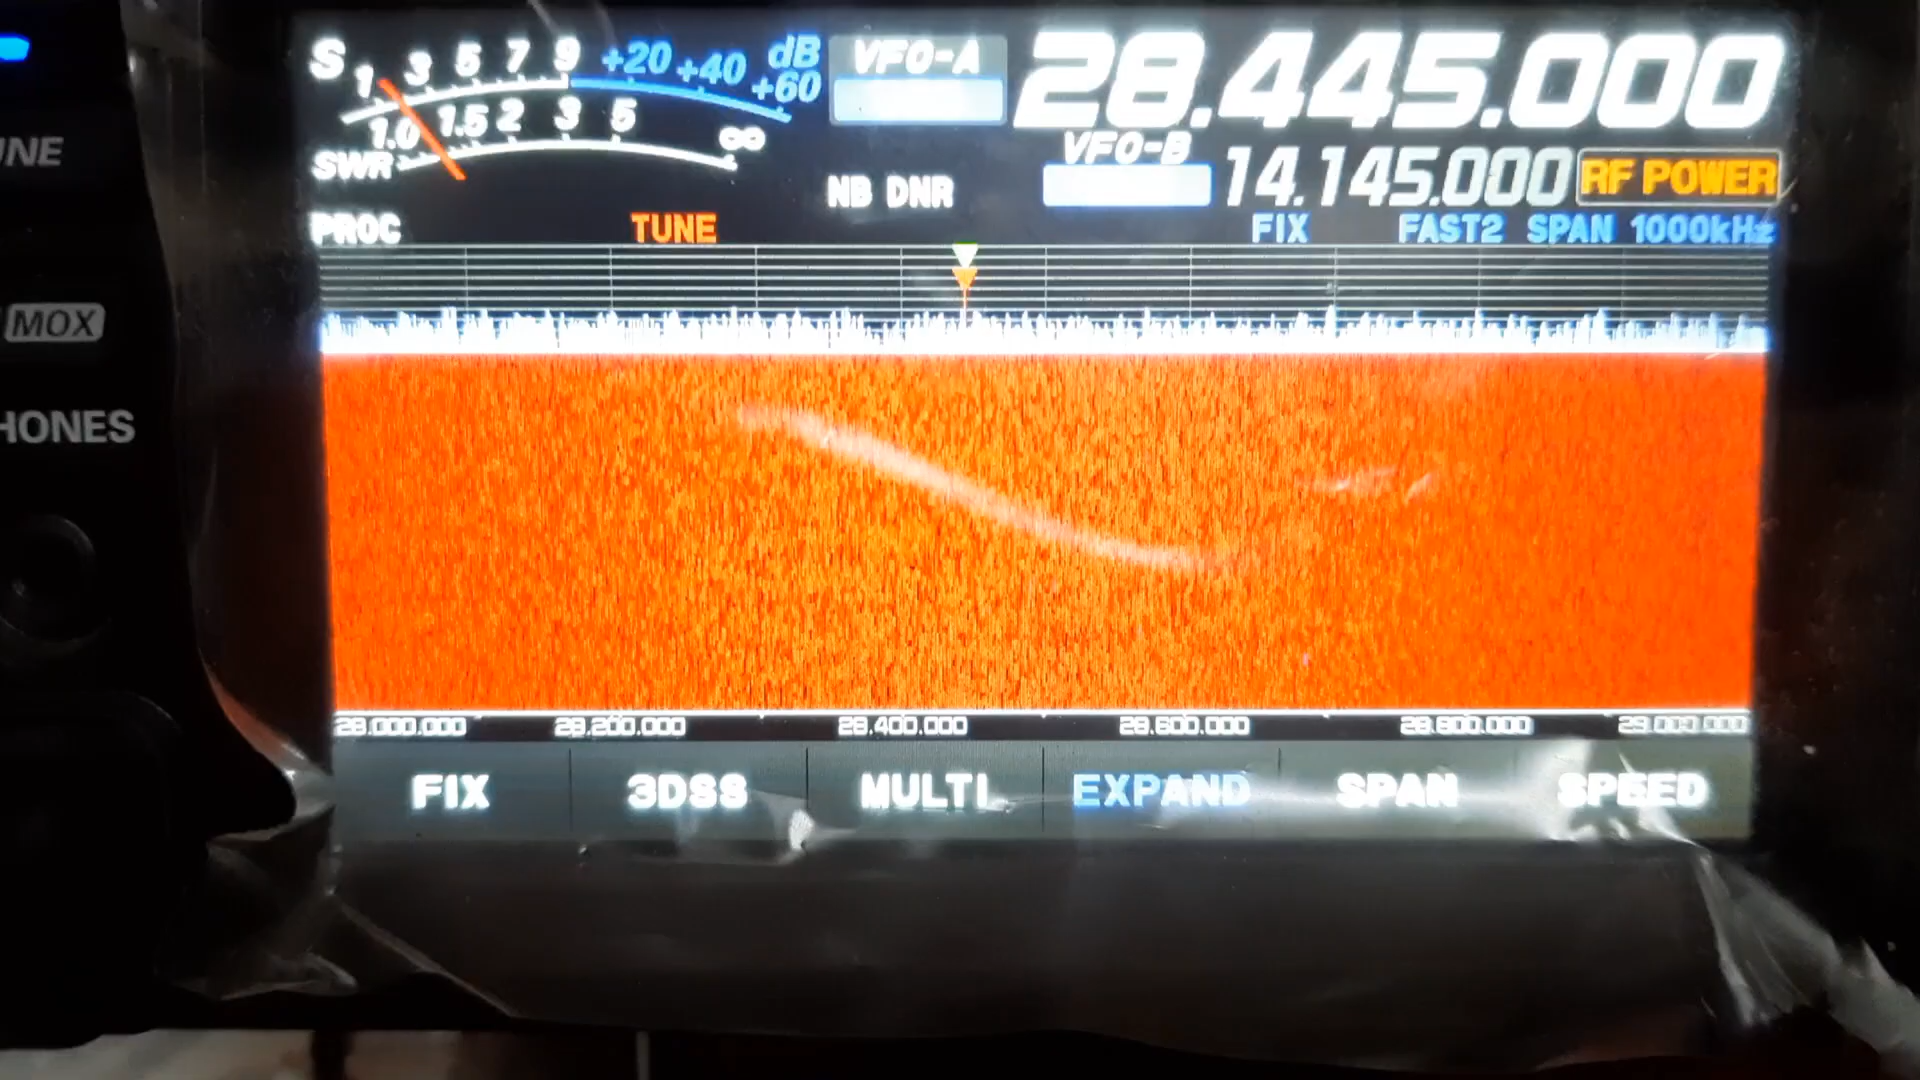 S 1 3 5 7 9 +20 +40 +60 dB
VFO-A 28.445.000
1.0 1.5 2 3 5 ∞
SWR
VFO-B 14.145.000 RF POWER
NB DNR
PROC TUNE FIX FAST2 SPAN 1000kHz
UNE
MOX
HONES
28.000.000 28.200.000 28.400.000 28.600.000 28.800.000 29.000.000
FIX 3DSS MULTI EXPAND SPAN SPEED